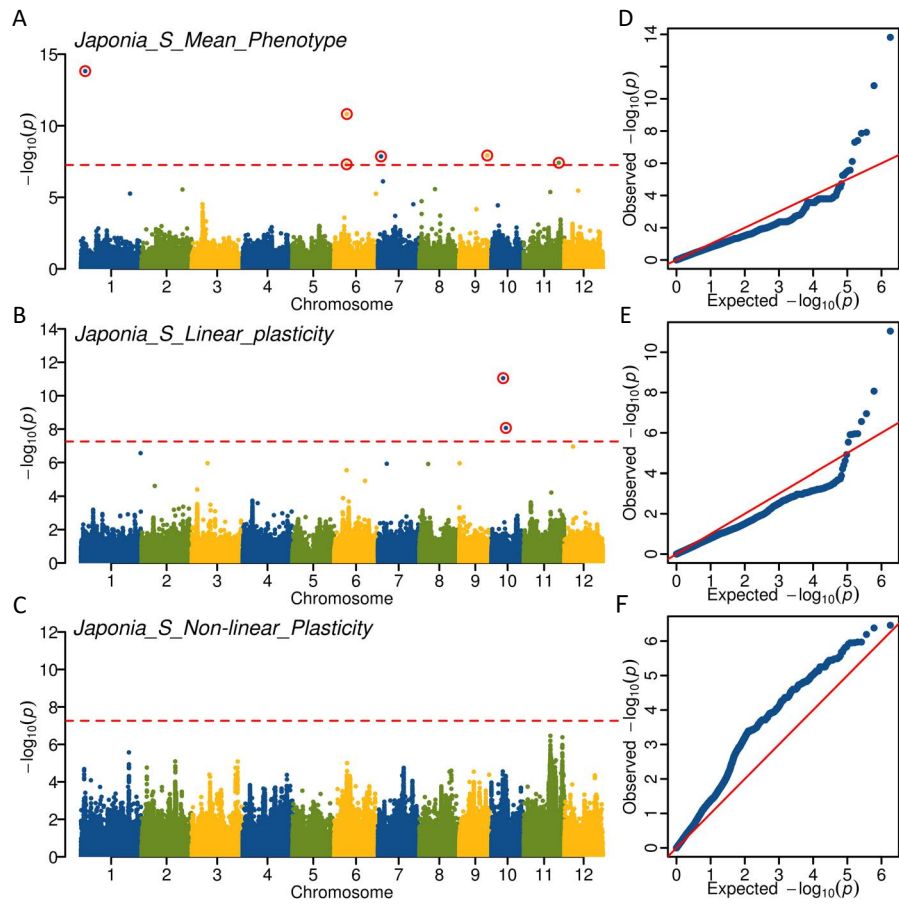 A
Japonia_S_Mean_Phenotype
15
10
5
0
−log10(p)
1 2 3 4 5 6 7 8 9 10 11 12
Chromosome
D
14
10
8
6
4
2
0
Observed −log10(p)
0 1 2 3 4 5 6
Expected −log10(p)
B
Japonia_S_Linear_plasticity
14
12
10
8
6
4
2
0
−log10(p)
1 2 3 4 5 6 7 8 9 10 11 12
Chromosome
E
10
8
6
4
2
0
Observed −log10(p)
0 1 2 3 4 5 6
Expected −log10(p)
C
Japonia_S_Non-linear_Plasticity
12
10
8
6
4
2
0
−log10(p)
1 2 3 4 5 6 7 8 9 10 11 12
Chromosome
F
6
5
4
3
2
1
0
Observed −log10(p)
0 1 2 3 4 5 6
Expected −log10(p)